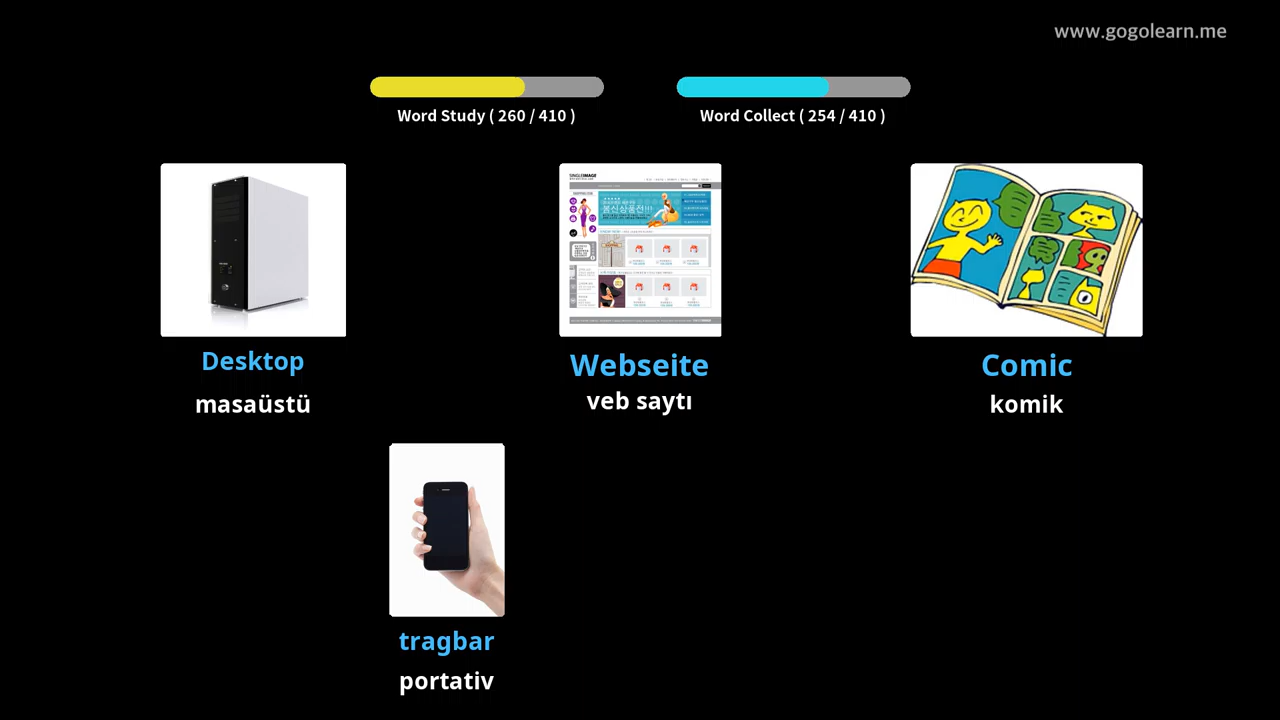 www.gogolearn.me
Word Study ( 260 / 410 )
Word Collect ( 254 / 410 )
Desktop
masaüstü
Webseite
veb saytı
Comic
komik
tragbar
portativ